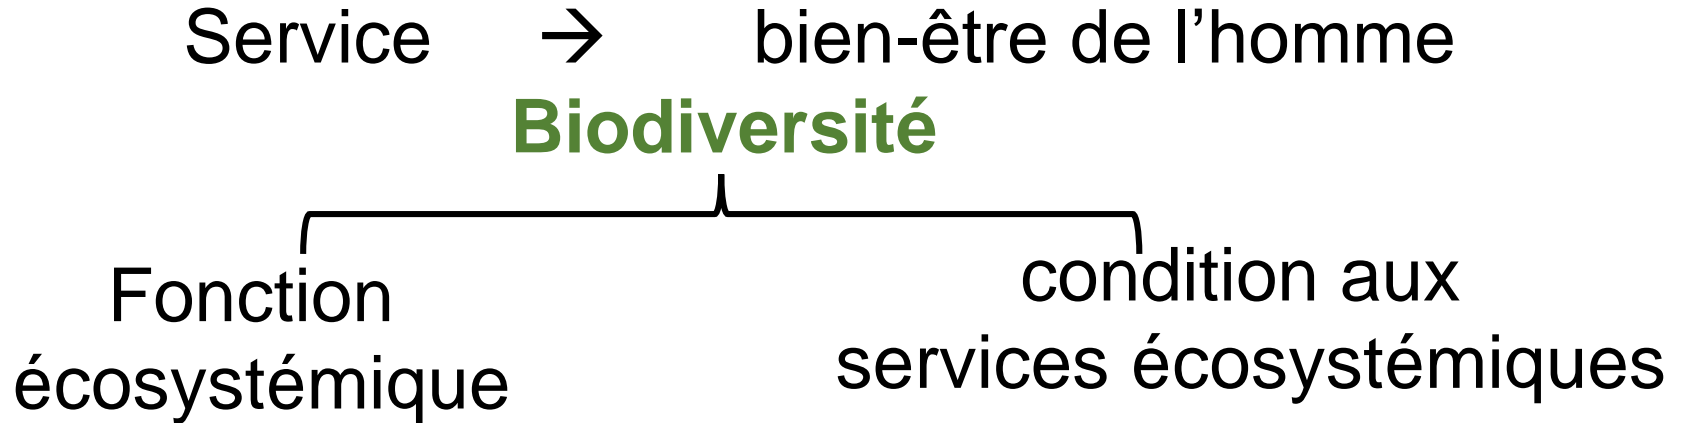 Service → bien-être de l’homme
Biodiversité
Fonction
écosystémique
condition aux
services écosystémiques